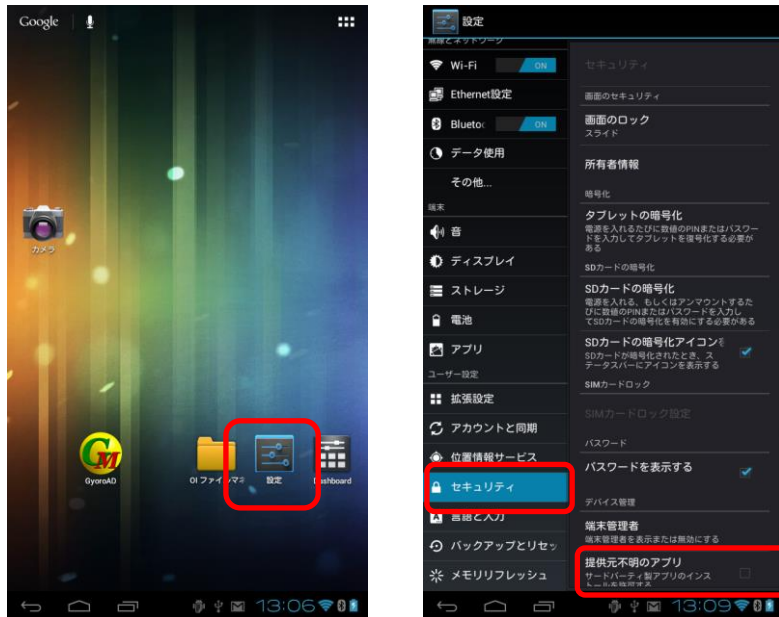 Google
カメラ
GyoroAD
OI ファイルマネ
設定
Dashboard
13:06
設定
無線とネットワーク
Wi-Fi
ON
Ethernet設定
Blueto
ON
データ使用
その他...
端末
音
ディスプレイ
ストレージ
電池
アプリ
ユーザー設定
拡張設定
アカウントと同期
位置情報サービス
セキュリティ
言語と入力
バックアップとリセッ
メモリリフレッシュ
セキュリティ
画面のセキュリティ
画面のロック
スライド
所有者情報
暗号化
タブレットの暗号化
電源を入れるたびに数値のPINまたはパスワー
ドを入力してタブレットを復号化する必要が
ある
SDカードの暗号化
SDカードの暗号化
電源を入れる、もしくはアンマウントするた
びに数値のPINまたはパスワードを入力し
てSDカードの暗号化を有効にする必要がある
SDカードの暗号化アイコンを
SDカードが暗号化されたとき、ス
テータスバーにアイコンを表示する
SIMカードロック
SIMカードロック設定
パスワード
パスワードを表示する
デバイス管理
端末管理者
端末管理者を表示または無効にする
提供元不明のアプリ
サードパーティ製アプリのインス
トールを許可する
13:09